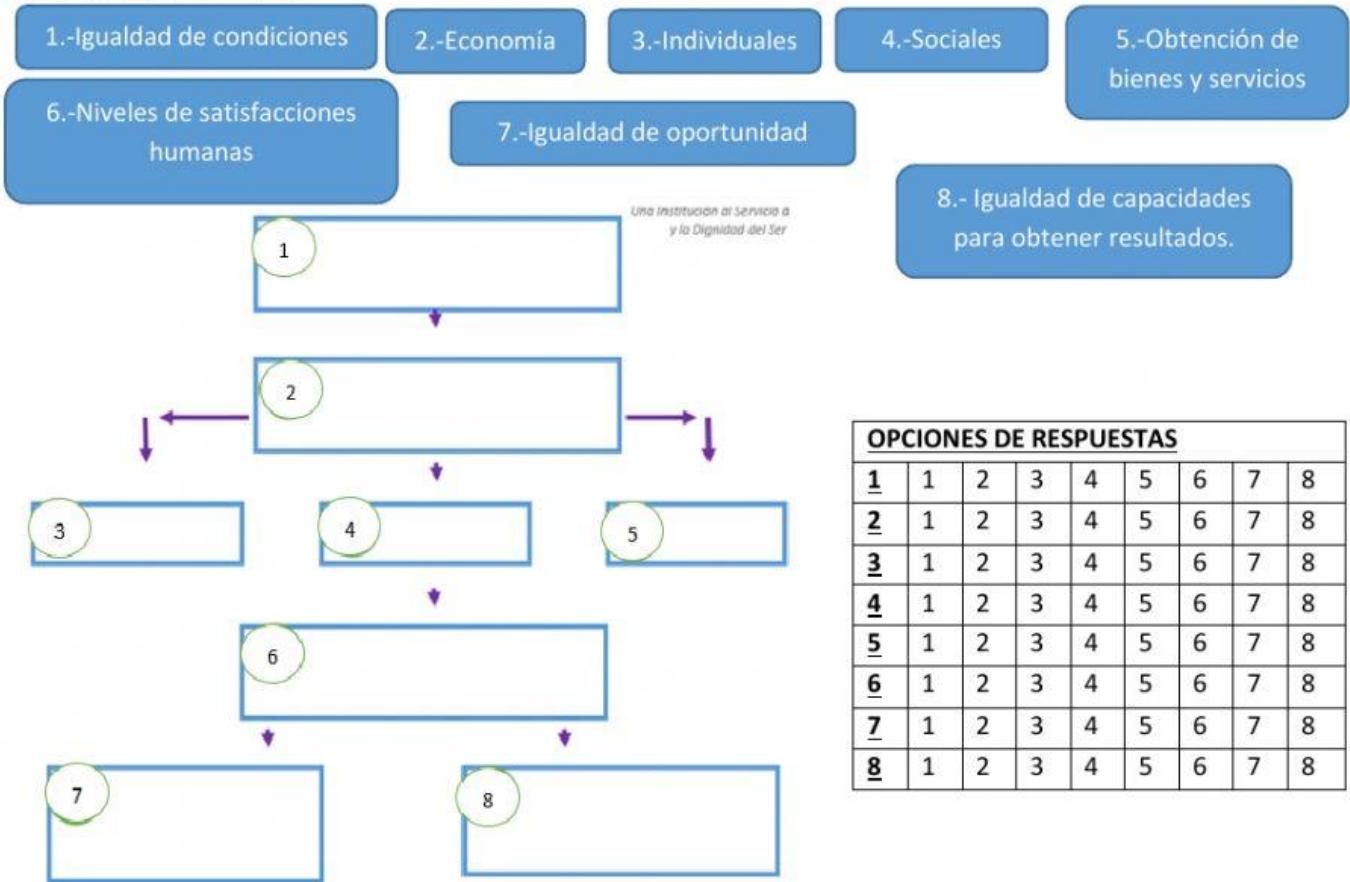 1.-Igualdad de condiciones
2.-Economía
3.-Individuales
4.-Sociales
5.-Obtención de
bienes y servicios
6.-Niveles de satisfacciones
humanas
7.-Igualdad de oportunidad
8.- Igualdad de capacidades
para obtener resultados.
Una Institución al Servicio a
y la Dignidad del Ser
1
2
3
4
5
6
7
8
OPCIONES DE RESPUESTAS
1 1 2 3 4 5 6 7 8
2 1 2 3 4 5 6 7 8
3 1 2 3 4 5 6 7 8
4 1 2 3 4 5 6 7 8
5 1 2 3 4 5 6 7 8
6 1 2 3 4 5 6 7 8
7 1 2 3 4 5 6 7 8
8 1 2 3 4 5 6 7 8